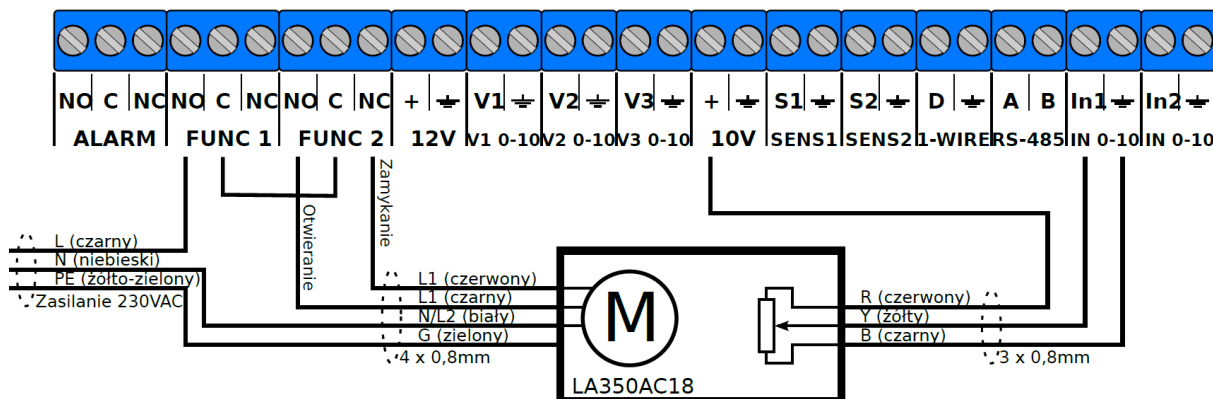 NO C NC NO C NC NO C NC + V1 V2 V3 + S1 S2 D A B In1 In2
ALARM FUNC 1 FUNC 2 12V V1 0-10 V2 0-10 V3 0-10 10V SENS1 SENS2 1-WIRE RS-485 IN 0-10 IN 0-10
Zamykanie
Otwieranie
L (czarny)
N (niebieski)
PE (żółto-zielony)
Zasilanie 230VAC
L1 (czerwony)
L1 (czarny)
N/L2 (biały)
G (zielony)
4 x 0,8mm
M
LA350AC18
R (czerwony)
Y (żółty)
B (czarny)
3 x 0,8mm